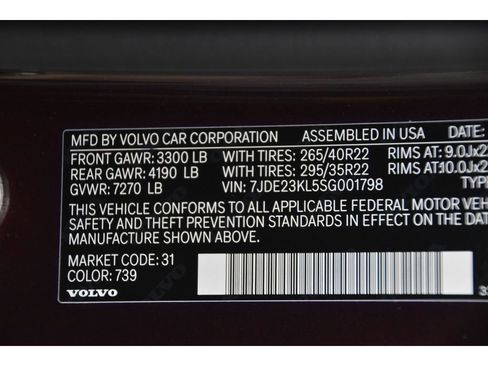 MFD BY VOLVO CAR CORPORATION ASSEMBLED IN USA DATE:
FRONT GAWR: 3300 LB WITH TIRES: 265/40R22 RIMS AT: 9.0Jx2
REAR GAWR: 4190 LB WITH TIRES: 295/35R22 RIMS AT:10.0Jx2
GVWR: 7270 LB VIN: 7JDE23KL5SG001798 TYP
THIS VEHICLE CONFORMS TO ALL APPLICABLE FEDERAL MOTOR VEH
SAFETY AND THEFT PREVENTION STANDARDS IN EFFECT ON THE D
MANUFACTURE SHOWN ABOVE.
MARKET CODE: 31
COLOR: 739
VOLVO